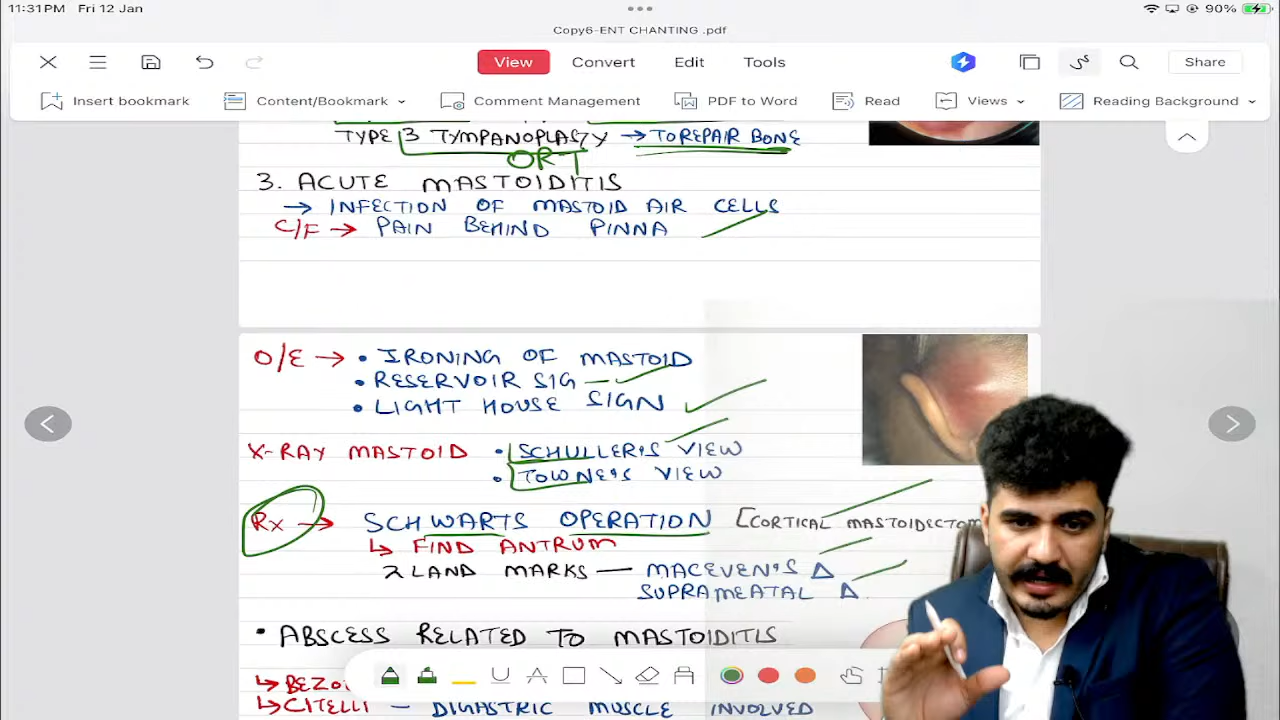 11:31PM Fri 12 Jan
90%
Copy6-ENT CHANTING .pdf
View Convert Edit Tools Share
Insert bookmark Content/Bookmark Comment Management PDF to Word Read Views Reading Background
TYPE 3 TYMPANOPLASTY → TO REPAIR BONE
ORT
3. ACUTE MASTOIDITIS
→ INFECTION OF MASTOID AIR CELLS
C/F → PAIN BEHIND PINNA
O/E → • IRONING OF MASTOID
• RESERVOIR SIG
• LIGHT HOUSE SIGN
X-RAY MASTOID • SCHULLER'S VIEW
• TOWNE'S VIEW
Rx → SCHWARTS OPERATION [CORTICAL MASTOIDECTOM
↳ FIND ANTRUM
2 LAND MARKS — MACEVEN'S Δ
SUPRAMEATAL Δ
• ABSCESS RELATED TO MASTOIDITIS
↳ BEZO
↳ CITELLI — DIGASTRIC MUSCLE INVOLVED